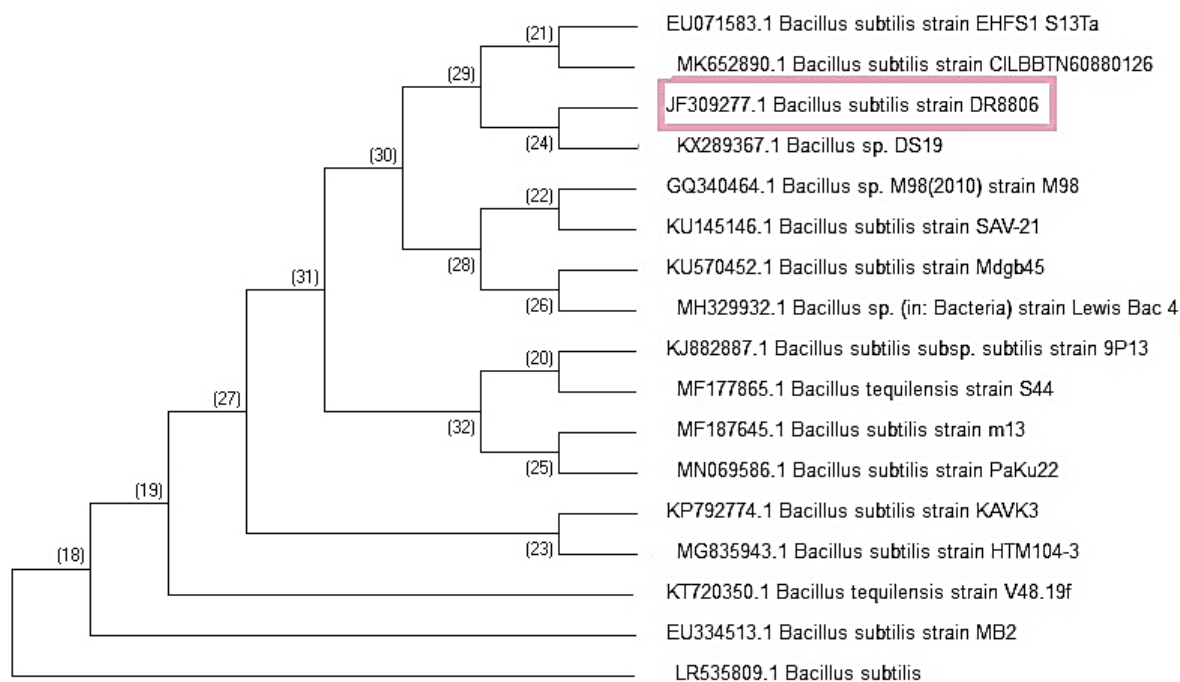 EU071583.1 Bacillus subtilis strain EHFS1 S13Ta
(21)
MK652890.1 Bacillus subtilis strain CILBBTN60880126
(29)
JF309277.1 Bacillus subtilis strain DR8806
(24)
KX289367.1 Bacillus sp. DS19
(30)
GQ340464.1 Bacillus sp. M98(2010) strain M98
(22)
KU145146.1 Bacillus subtilis strain SAV-21
(28)
KU570452.1 Bacillus subtilis strain Mdgb45
(31)
(26)
MH329932.1 Bacillus sp. (in: Bacteria) strain Lewis Bac 4
KJ882887.1 Bacillus subtilis subsp. subtilis strain 9P13
(20)
MF177865.1 Bacillus tequilensis strain S44
(27)
(32)
MF187645.1 Bacillus subtilis strain m13
(25)
MN069586.1 Bacillus subtilis strain PaKu22
(19)
KP792774.1 Bacillus subtilis strain KAVK3
(23)
MG835943.1 Bacillus subtilis strain HTM104-3
(18)
KT720350.1 Bacillus tequilensis strain V48.19f
EU334513.1 Bacillus subtilis strain MB2
LR535809.1 Bacillus subtilis